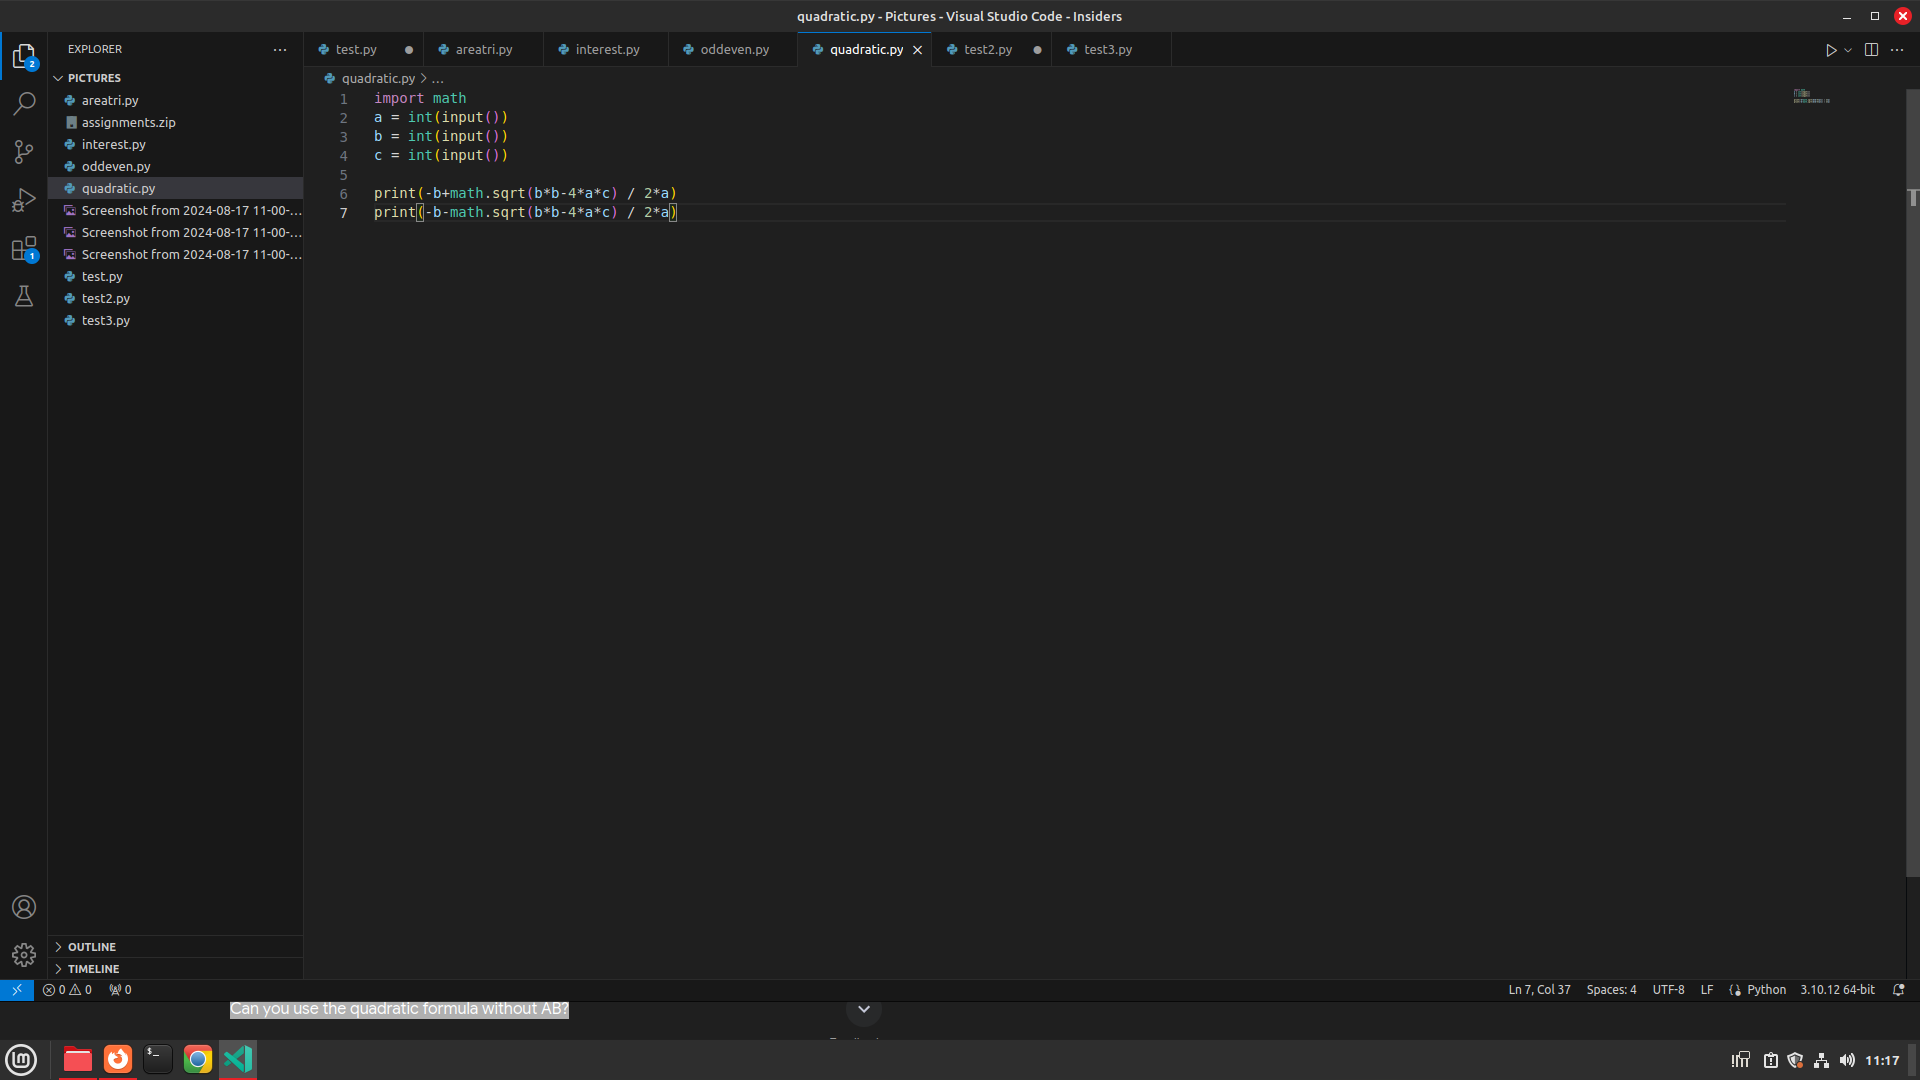 quadratic.py - Pictures - Visual Studio Code - Insiders
EXPLORER
test.py
areatri.py
interest.py
oddeven.py
quadratic.py
test2.py
test3.py
PICTURES
areatri.py
assignments.zip
interest.py
oddeven.py
quadratic.py
Screenshot from 2024-08-17 11-00-...
Screenshot from 2024-08-17 11-00-...
Screenshot from 2024-08-17 11-00-...
test.py
test2.py
test3.py
quadratic.py > ...
1 import math
2 a = int(input())
3 b = int(input())
4 c = int(input())
5
6 print(-b+math.sqrt(b*b-4*a*c) / 2*a)
7 print(-b-math.sqrt(b*b-4*a*c) / 2*a)
2
1
OUTLINE
TIMELINE
0 0 0
Ln 7, Col 37 Spaces: 4 UTF-8 LF Python 3.10.12 64-bit
Can you use the quadratic formula without AB?
11:17